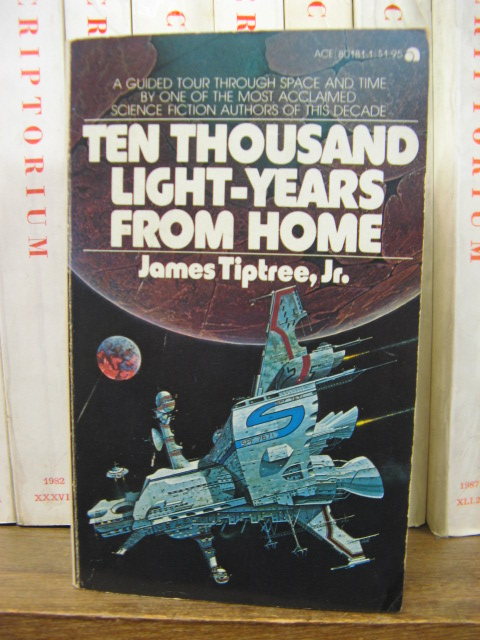 ACE 80181-1 $1.95
A GUIDED TOUR THROUGH SPACE AND TIME
BY ONE OF THE MOST ACCLAIMED
SCIENCE FICTION AUTHORS OF THIS DECADE
TEN THOUSAND
LIGHT-YEARS
FROM HOME
James Tiptree, Jr.
S
CRIPTORIUM
1982
XXXVI
R I P T O R I U M
1987